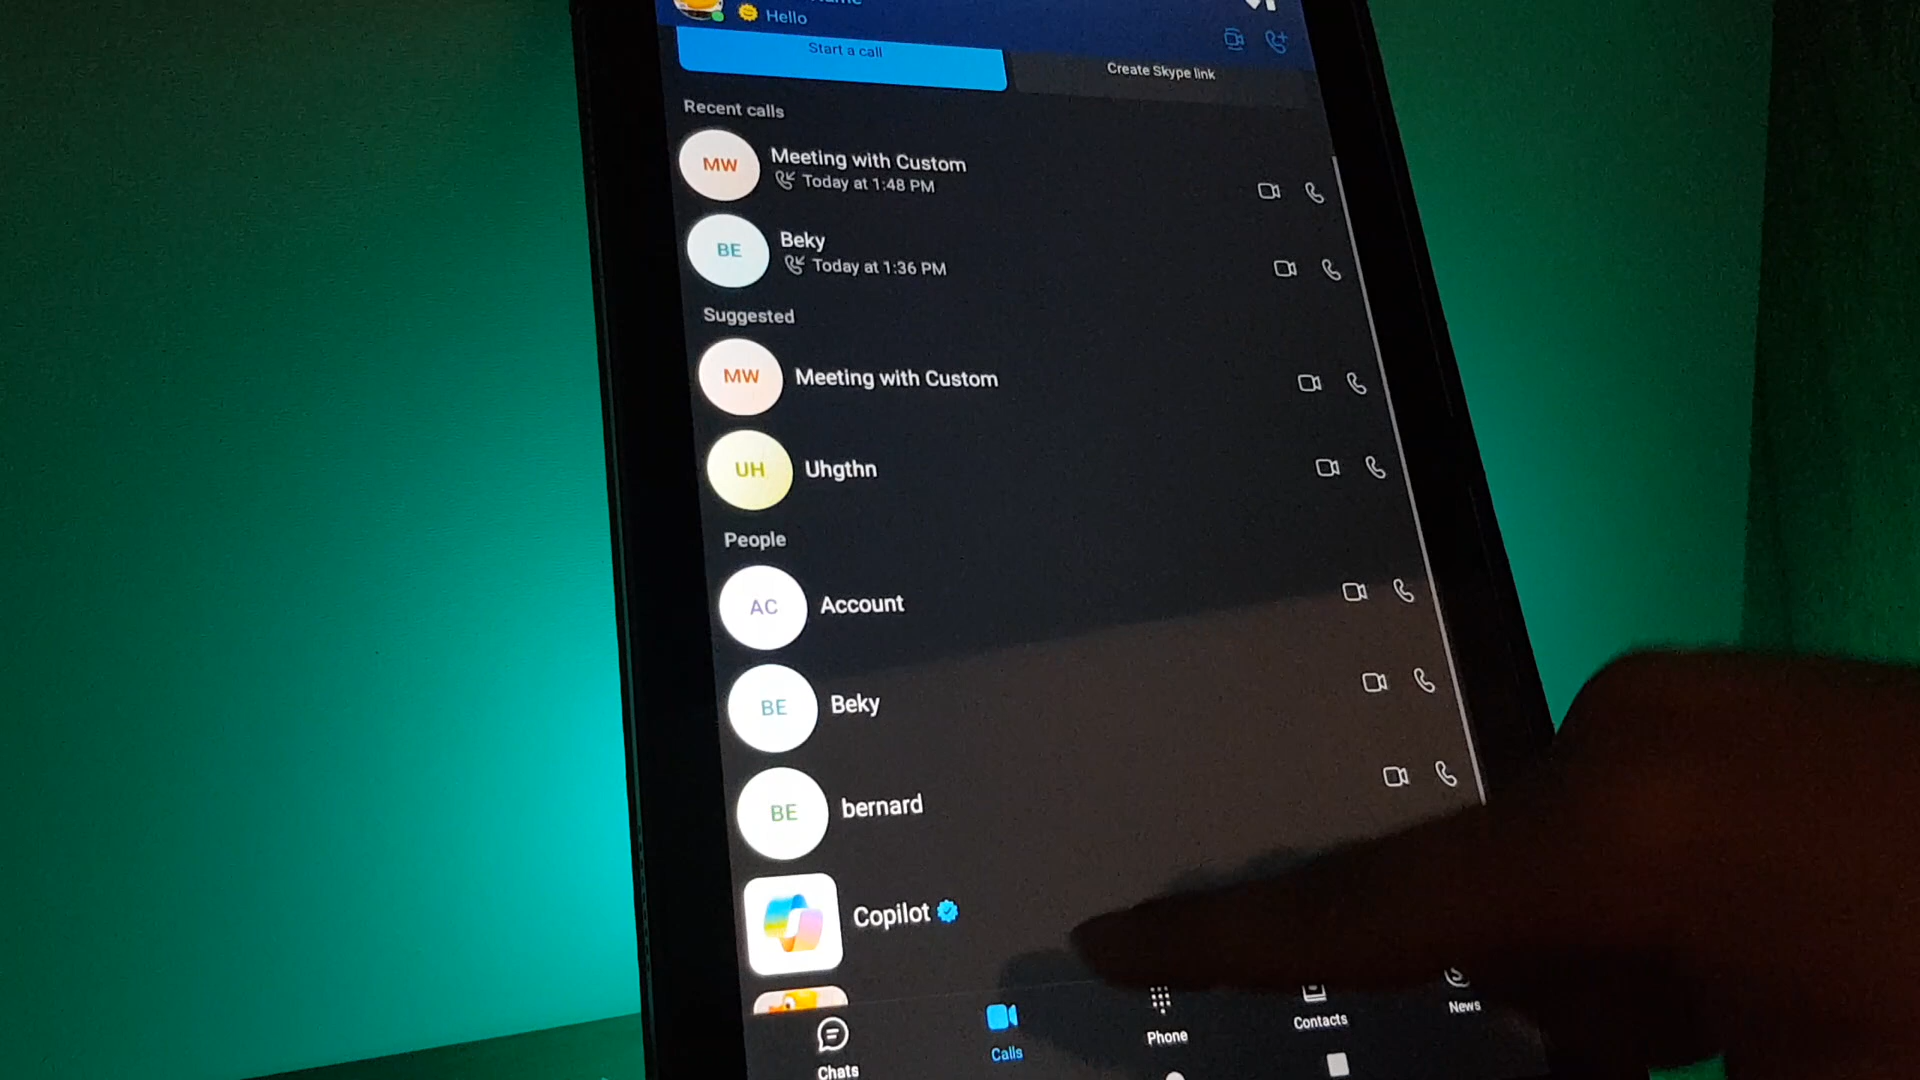 Hello
Start a call
Create Skype link
Recent calls
MW
Meeting with Custom
Today at 1:48 PM
BE
Beky
Today at 1:36 PM
Suggested
MW
Meeting with Custom
UH
Uhgthn
People
AC
Account
BE
Beky
BE
bernard
Copilot
Chats
Calls
Phone
Contacts
News